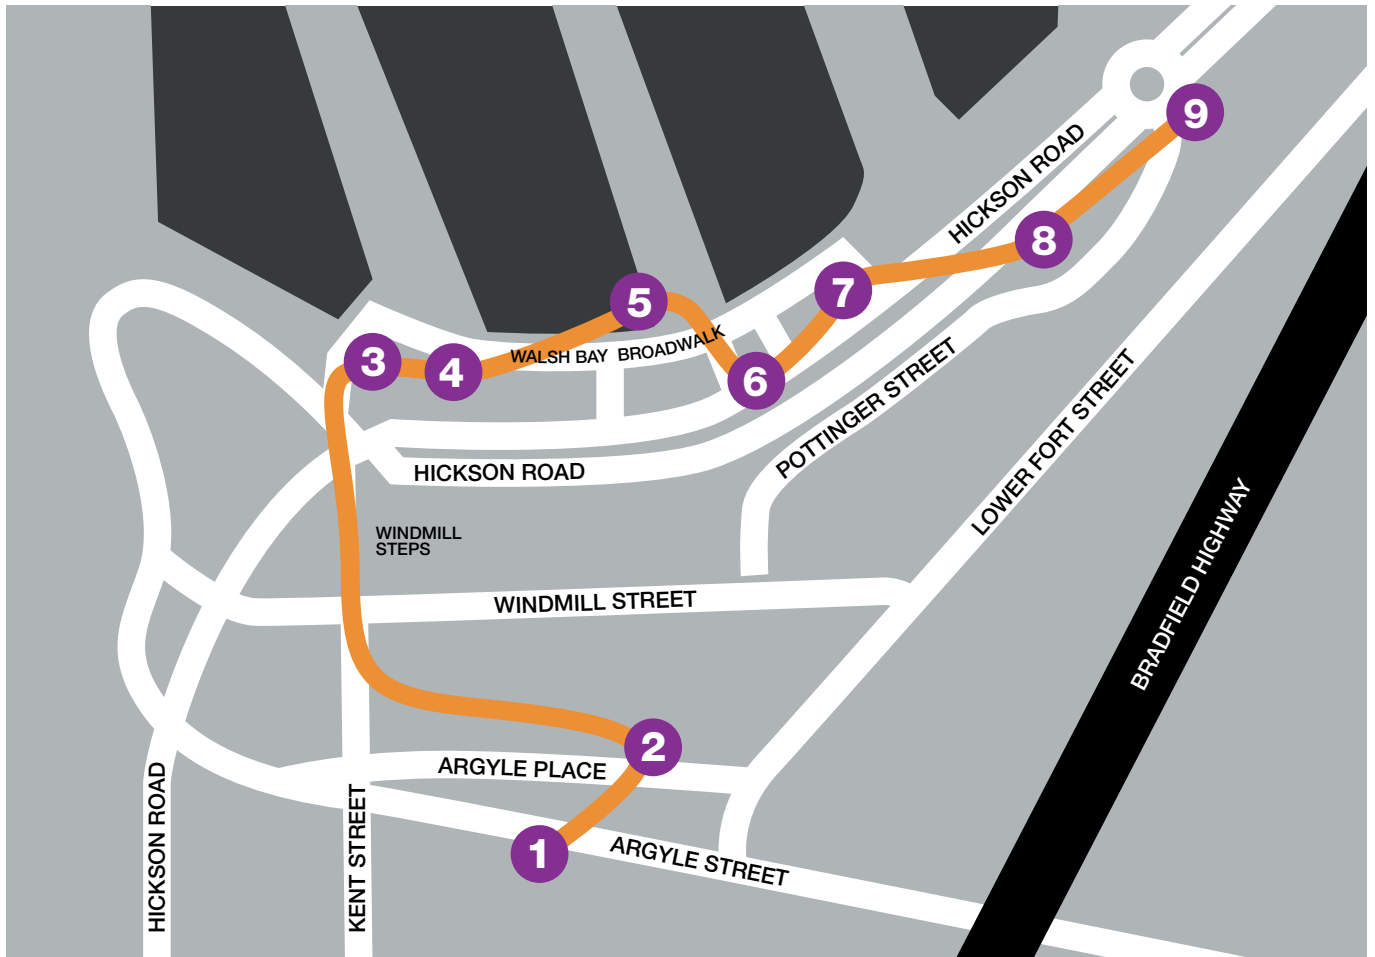 9
HICKSON ROAD
8
7
5
WALSH BAY BROADWALK
3
4
6
POTTINGER STREET
LOWER FORT STREET
HICKSON ROAD
WINDMILL
STEPS
BRADFIELD HIGHWAY
WINDMILL STREET
2
ARGYLE PLACE
HICKSON ROAD
KENT STREET
1
ARGYLE STREET